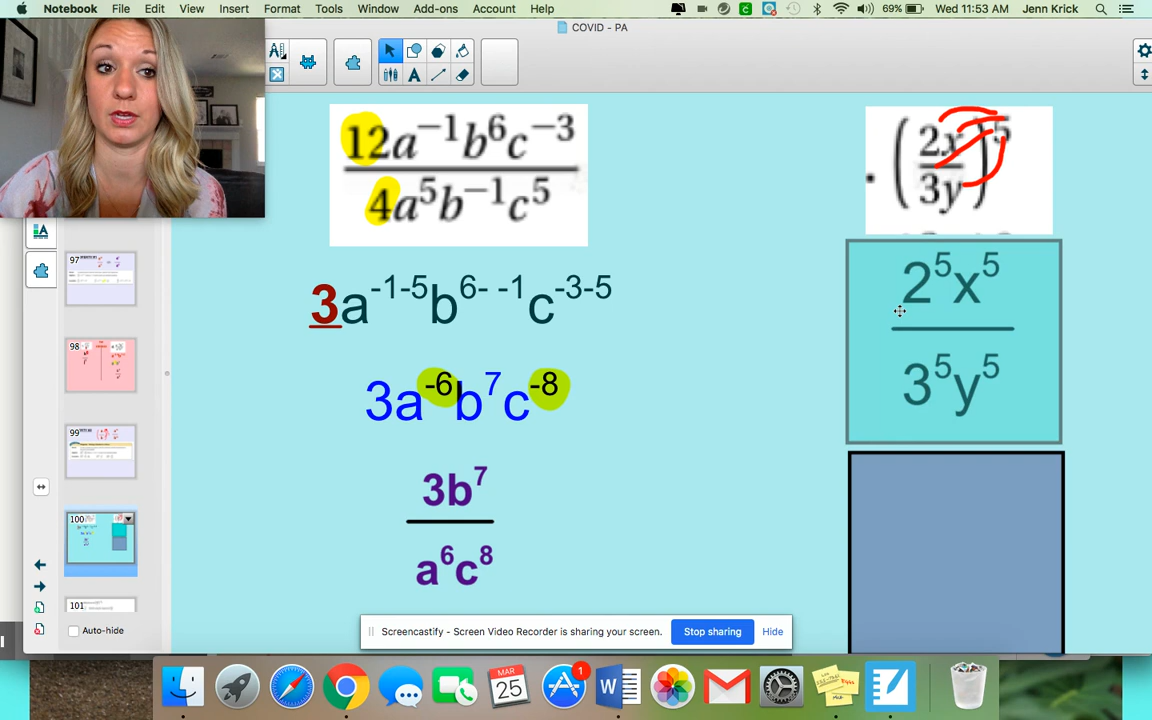 Notebook File Edit View Insert Format Tools Window Add-ons Account Help 69% Wed 11:53 AM Jenn Krick
COVID - PA
12a⁻¹b⁶c⁻³
4a⁵b⁻¹c⁵
3a⁻¹⁻⁵b⁶⁻ ⁻¹c⁻³⁻⁵
3a⁻⁶b⁷c⁻⁸
3b⁷
a⁶c⁸
. (2x
3y)⁵
2⁵x⁵
3⁵y⁵
97
98
99
100
101
Auto-hide
Screencastify - Screen Video Recorder is sharing your screen. Stop sharing Hide
MAR
25
1
W